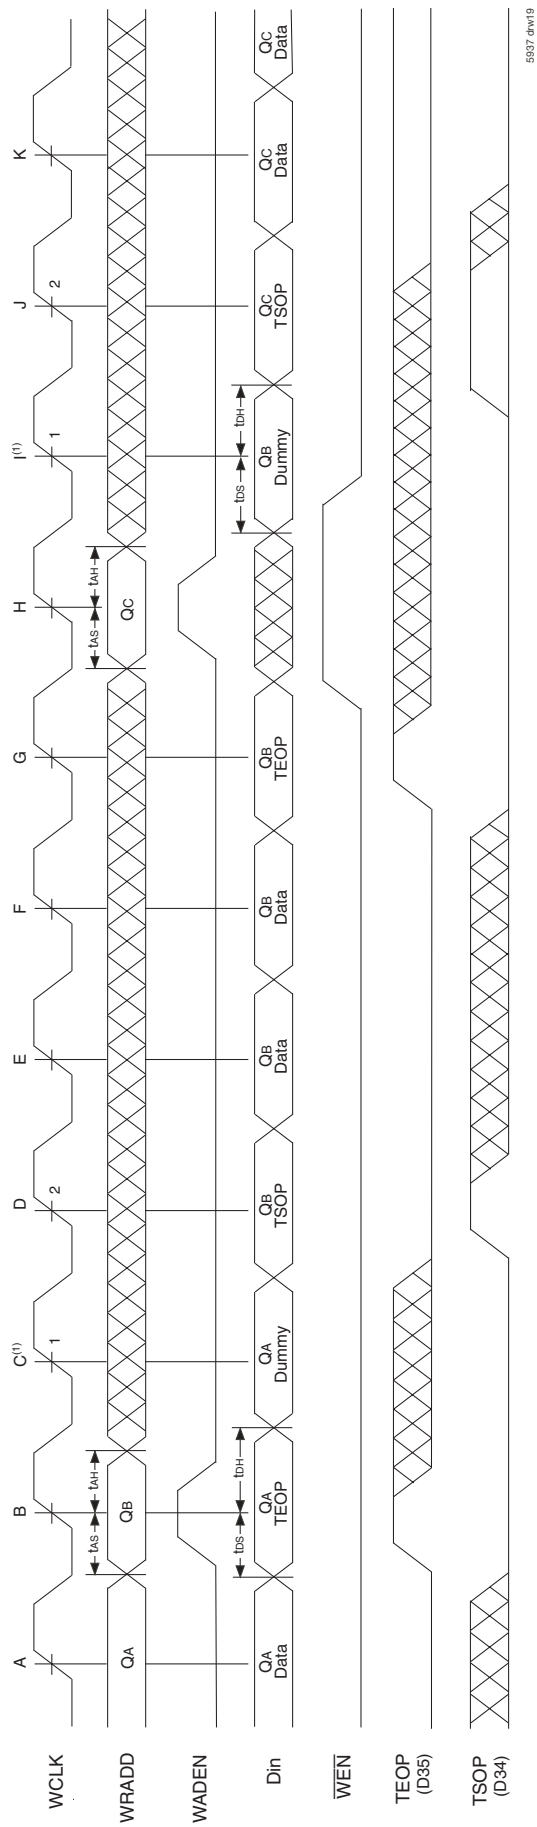 A B C(1) D E F G H I(1) J K
WCLK 1 2 1 2
tAS tAH tAS tAH
WRADD QA QB QC
WADEN
tDS tDH tDS tDH
Din QA Data QA TEOP QA Dummy QB TSOP QB Data QB Data QB TEOP QB Dummy QC TSOP QC Data QC Data
WEN
TEOP
(D35)
TSOP
(D34)
5937 drw19